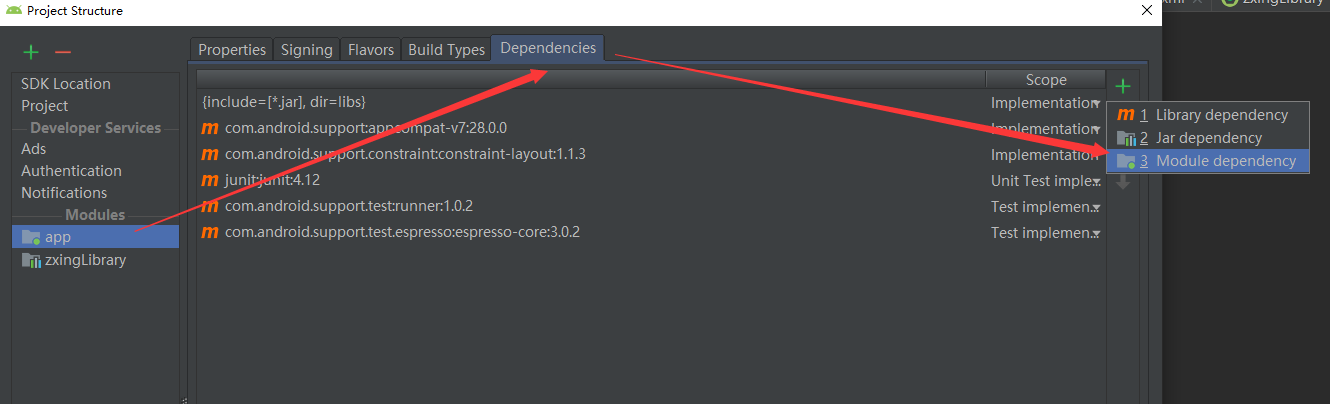 Project Structure
zxingLibrary
SDK Location
Project
Developer Services
Ads
Authentication
Notifications
Modules
app
zxingLibrary
Properties
Signing
Flavors
Build Types
Dependencies
Scope
{include=[*.jar], dir=libs}
Implementation
m com.android.support:appcompat-v7:28.0.0
Implementation
m com.android.support.constraint:constraint-layout:1.1.3
Implementation
m junit:junit:4.12
Unit Test imple...
m com.android.support.test:runner:1.0.2
Test implemen...
m com.android.support.test.espresso:espresso-core:3.0.2
Test implemen...
m 1 Library dependency
2 Jar dependency
3 Module dependency